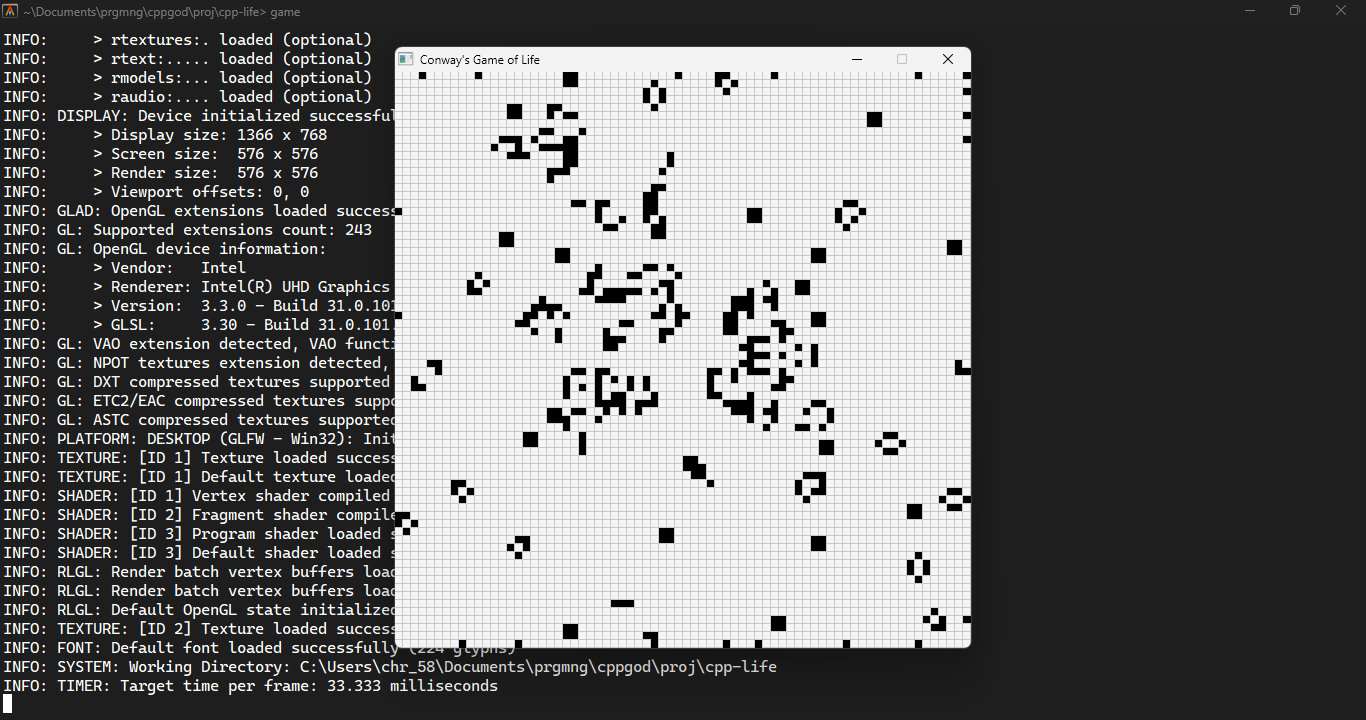 ~\Documents\prgmng\cppgod\proj\cpp-life> game
INFO:     > rtextures:. loaded (optional)
INFO:     > rtext:..... loaded (optional)
INFO:     > rmodels:... loaded (optional)
INFO:     > raudio:.... loaded (optional)
Conway's Game of Life
INFO: DISPLAY: Device initialized successful
INFO:     > Display size: 1366 x 768
INFO:     > Screen size:  576 x 576
INFO:     > Render size:  576 x 576
INFO:     > Viewport offsets: 0, 0
INFO: GLAD: OpenGL extensions loaded success
INFO: GL: Supported extensions count: 243
INFO: GL: OpenGL device information:
INFO:     > Vendor:   Intel
INFO:     > Renderer: Intel(R) UHD Graphics
INFO:     > Version:  3.3.0 - Build 31.0.101
INFO:     > GLSL:     3.30 - Build 31.0.101.
INFO: GL: VAO extension detected, VAO functi
INFO: GL: NPOT textures extension detected,
INFO: GL: DXT compressed textures supported
INFO: GL: ETC2/EAC compressed textures suppo
INFO: GL: ASTC compressed textures supported
INFO: PLATFORM: DESKTOP (GLFW - Win32): Init
INFO: TEXTURE: [ID 1] Texture loaded success
INFO: TEXTURE: [ID 1] Default texture loaded
INFO: SHADER: [ID 1] Vertex shader compiled
INFO: SHADER: [ID 2] Fragment shader compile
INFO: SHADER: [ID 3] Program shader loaded s
INFO: SHADER: [ID 3] Default shader loaded s
INFO: RLGL: Render batch vertex buffers load
INFO: RLGL: Render batch vertex buffers load
INFO: RLGL: Default OpenGL state initialized
INFO: TEXTURE: [ID 2] Texture loaded success
INFO: FONT: Default font loaded successfully (224 glyphs)
INFO: SYSTEM: Working Directory: C:\Users\chr_58\Documents\prgmng\cppgod\proj\cpp-life
INFO: TIMER: Target time per frame: 33.333 milliseconds